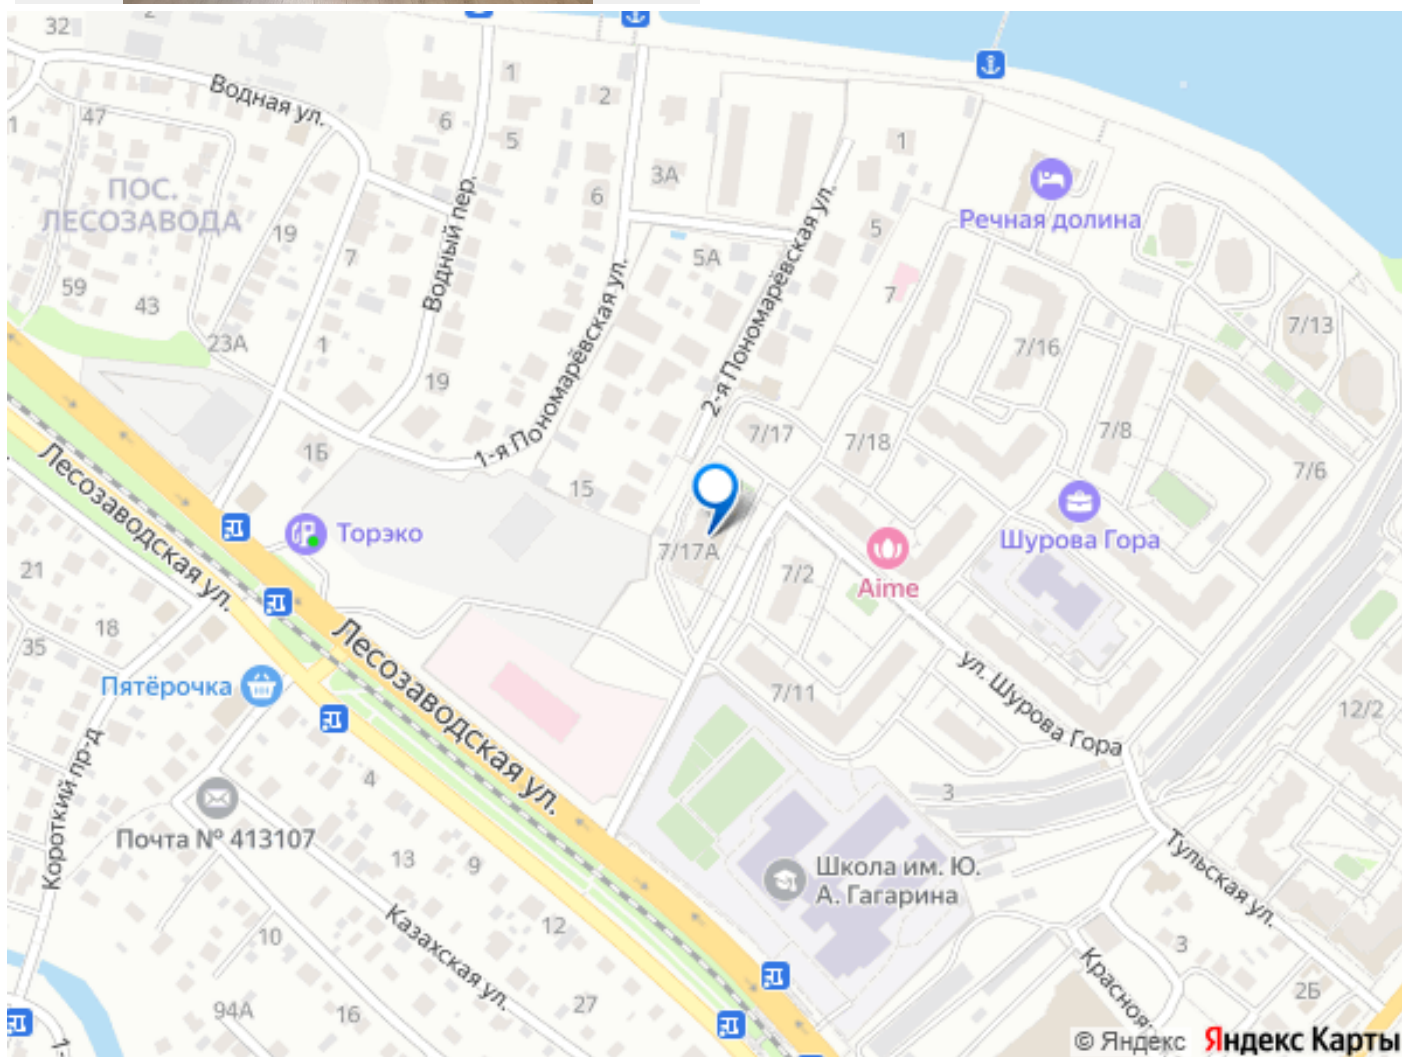 32
2
Водная ул.
1
47
6
5
2
1
1
ПОС.
ЛЕСОЗАВОДА
Водный пер.
6
3А
5
Речная долина
19
7
5А
7
59
43
23А
1
1-я Пономарёвская ул.
2-я Пономарёвская ул.
7/13
7/16
19
7/17
7/18
7/8
7/6
16
15
Лесозаводская ул.
Торэко
7/17А
7/2
Aime
Шурова Гора
21
18
35
Лесозаводская ул.
Пятёрочка
7/11
ул. Шурова Гора
12/2
Короткий пр-д
4
3
Почта № 413107
13
9
Школа им. Ю.
А. Гагарина
Тульская ул.
Казахская ул.
12
10
3
Краснояр
94А
16
27
2Б
1-
© Яндекс Яндекс Карты